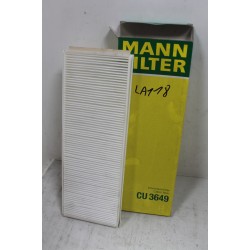 MANN
FILTER
LA118
CU 3649